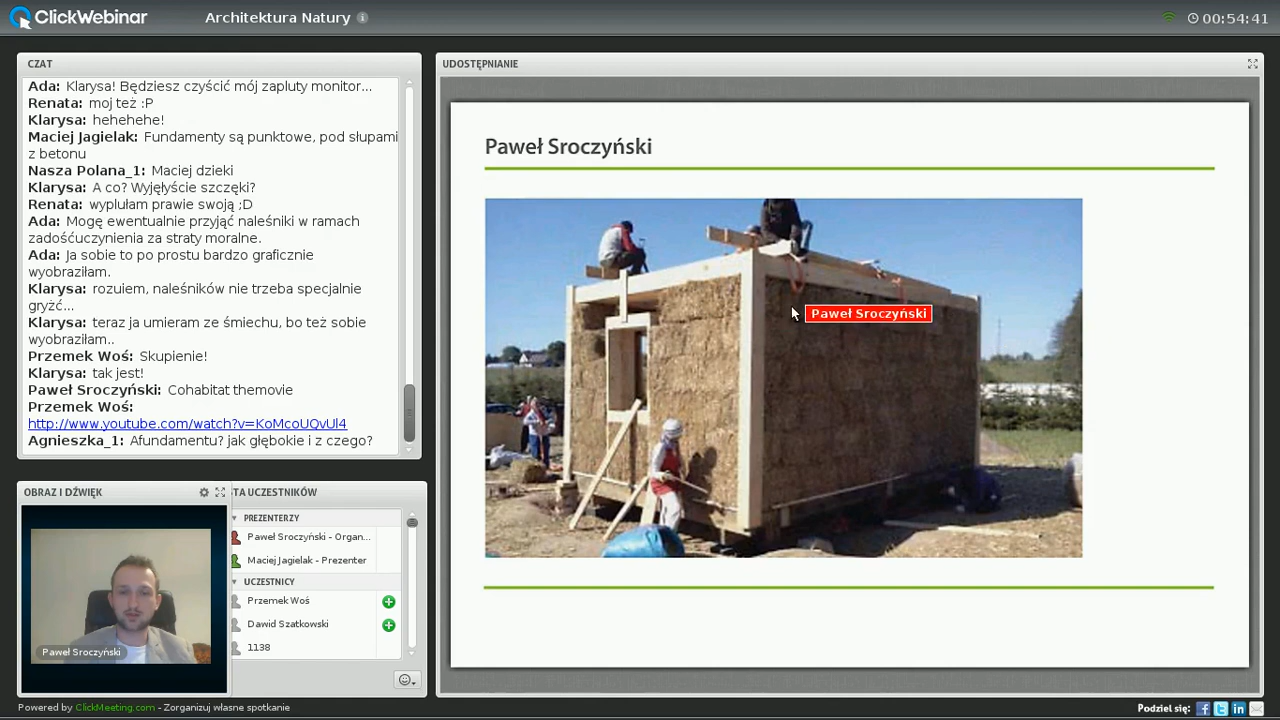 ClickWebinar
Architektura Natury
00:54:41
CZAT
Ada: Klarysa! Będziesz czyścić mój zapluty monitor...
Renata: moj też :P
Klarysa: hehehehe!
Maciej Jagielak: Fundamenty są punktowe, pod słupami
z betonu
Nasza Polana_1: Maciej dzieki
Klarysa: A co? Wyjęłyście szczęki?
Renata: wyplułam prawie swoją ;D
Ada: Mogę ewentualnie przyjąć naleśniki w ramach
zadośćuczynienia za straty moralne.
Ada: Ja sobie to po prostu bardzo graficznie
wyobraziłam.
Klarysa: rozuiem, naleśników nie trzeba specjalnie
gryźć...
Klarysa: teraz ja umieram ze śmiechu, bo też sobie
wyobraziłam..
Przemek Woś: Skupienie!
Klarysa: tak jest!
Paweł Sroczyński: Cohabitat themovie
Przemek Woś:
http://www.youtube.com/watch?v=KoMcoUQvUl4
Agnieszka_1: Afundamentu? jak głębokie i z czego?
OBRAZ I DŹWIĘK
Paweł Sroczyński
TA UCZESTNIKÓW
PREZENTERZY
Paweł Sroczyński - Organ...
Maciej Jagielak - Prezenter
UCZESTNICY
Przemek Woś
Dawid Szatkowski
1138
UDOSTĘPNIANIE
Paweł Sroczyński
Paweł Sroczyński
Powered by ClickMeeting.com - Zorganizuj własne spotkanie
Podziel się: